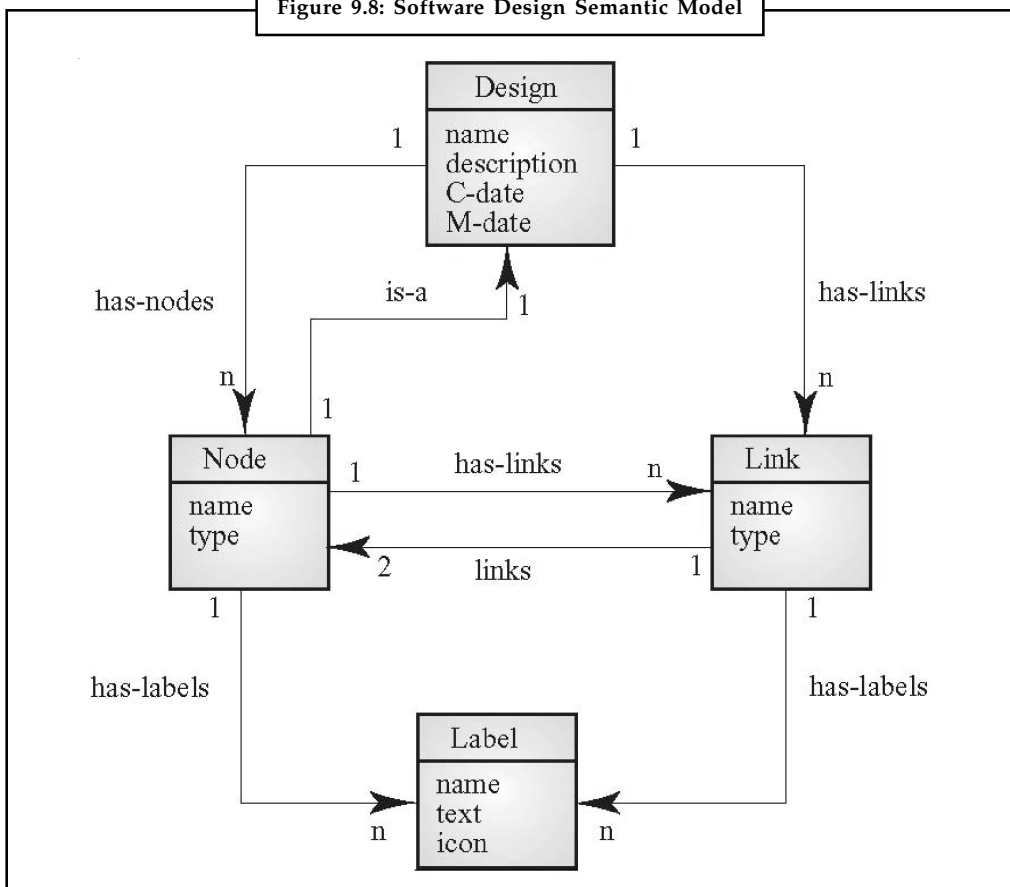 Figure 9.8: Software Design Semantic Model
Design
name
description
C-date
M-date
1
1
has-nodes
is-a
1
has-links
n
1
n
Node
name
type
1
has-links
n
Link
name
type
2
links
1
1
1
has-labels
has-labels
Label
name
text
icon
n
n